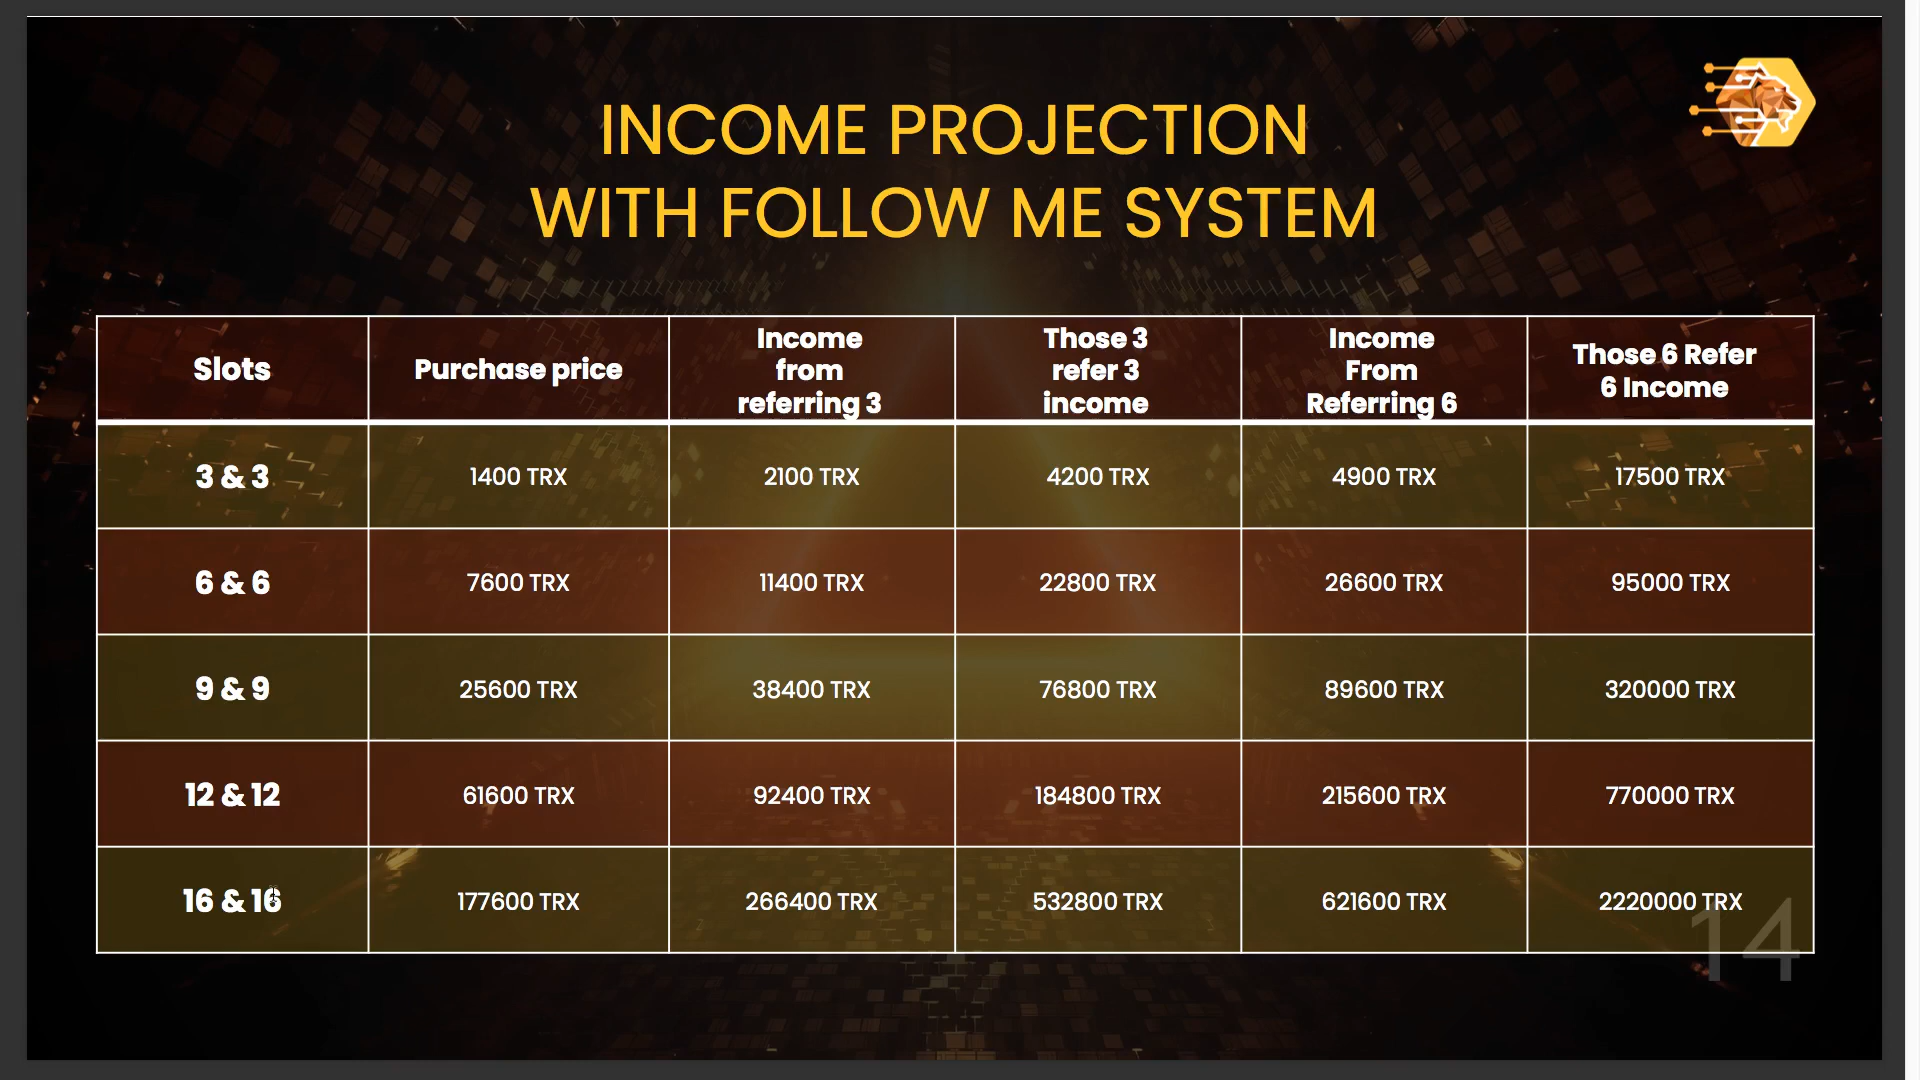 INCOME PROJECTION
WITH FOLLOW ME SYSTEM
Slots
Purchase price
Income
from
referring 3
Those 3
refer 3
income
Income
From
Referring 6
Those 6 Refer
6 Income
3 & 3
1400 TRX
2100 TRX
4200 TRX
4900 TRX
17500 TRX
6 & 6
7600 TRX
11400 TRX
22800 TRX
26600 TRX
95000 TRX
9 & 9
25600 TRX
38400 TRX
76800 TRX
89600 TRX
320000 TRX
12 & 12
61600 TRX
92400 TRX
184800 TRX
215600 TRX
770000 TRX
16 & 16
177600 TRX
266400 TRX
532800 TRX
621600 TRX
2220000 TRX
14